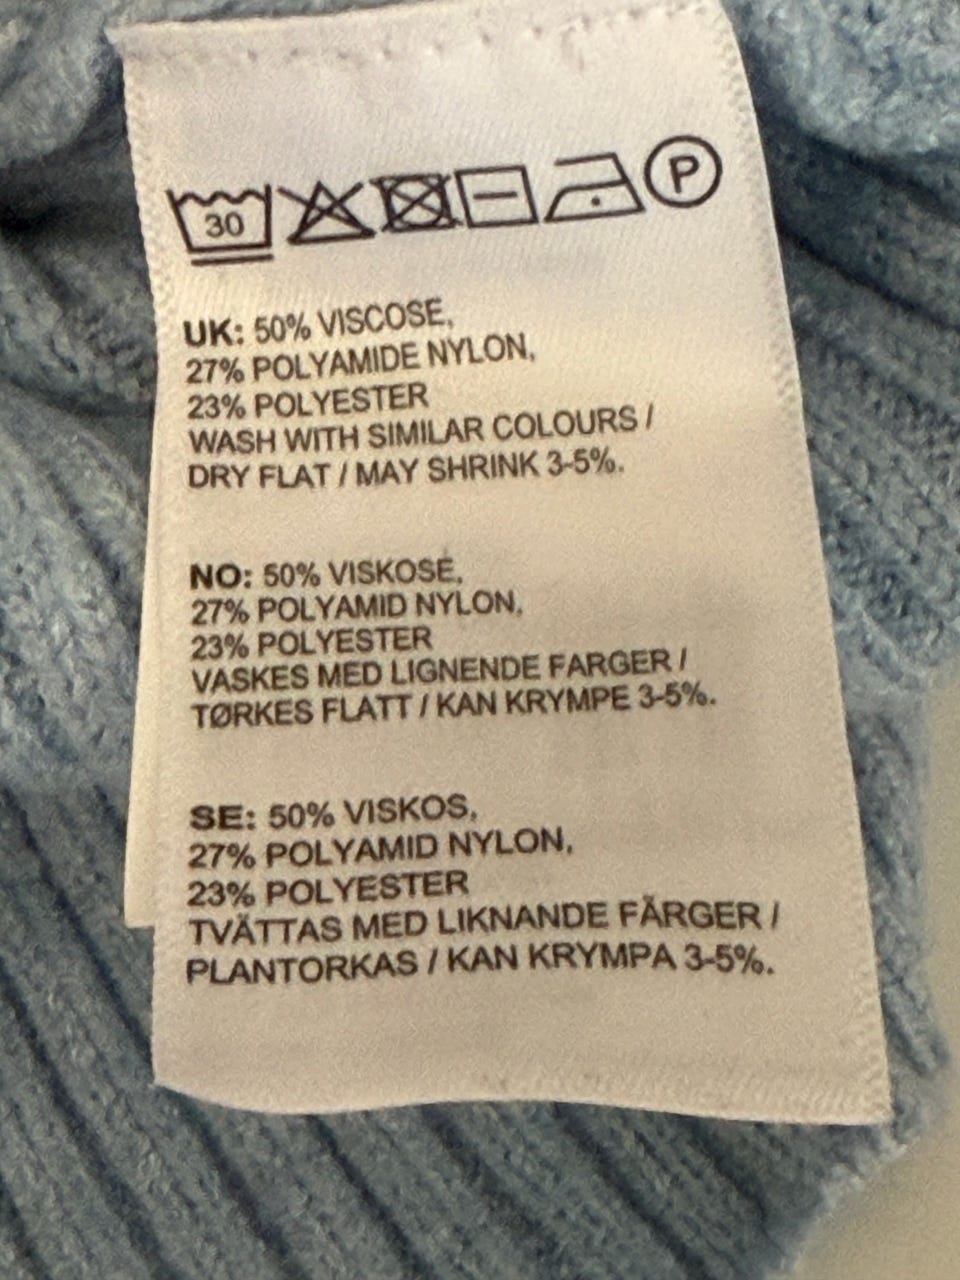 30
P
UK: 50% VISCOSE,
27% POLYAMIDE NYLON,
23% POLYESTER
WASH WITH SIMILAR COLOURS /
DRY FLAT / MAY SHRINK 3-5%.
NO: 50% VISKOSE,
27% POLYAMID NYLON,
23% POLYESTER
VASKES MED LIGNENDE FARGER /
TØRKES FLATT / KAN KRYMPE 3-5%.
SE: 50% VISKOS,
27% POLYAMID NYLON,
23% POLYESTER
TVÄTTAS MED LIKNANDE FÄRGER /
PLANTORKAS / KAN KRYMPA 3-5%.